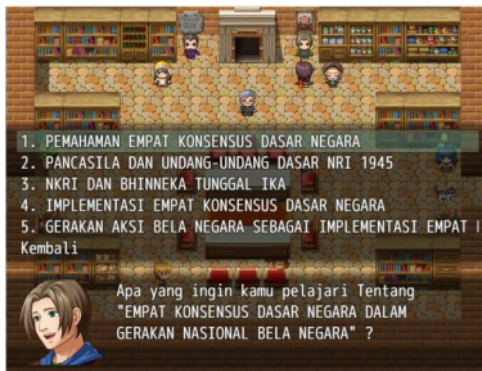 1. PEMAHAMAN EMPAT KONSENSUS DASAR NEGARA
2. PANCASILA DAN UNDANG-UNDANG DASAR NRI 1945
3. NKRI DAN BHINNEKA TUNGGAL IKA
4. IMPLEMENTASI EMPAT KONSENSUS DASAR NEGARA
5. GERAKAN AKSI BELA NEGARA SEBAGAI IMPLEMENTASI EMPAT
Kembali
Apa yang ingin kamu pelajari Tentang
"EMPAT KONSENSUS DASAR NEGARA DALAM
GERAKAN NASIONAL BELA NEGARA" ?